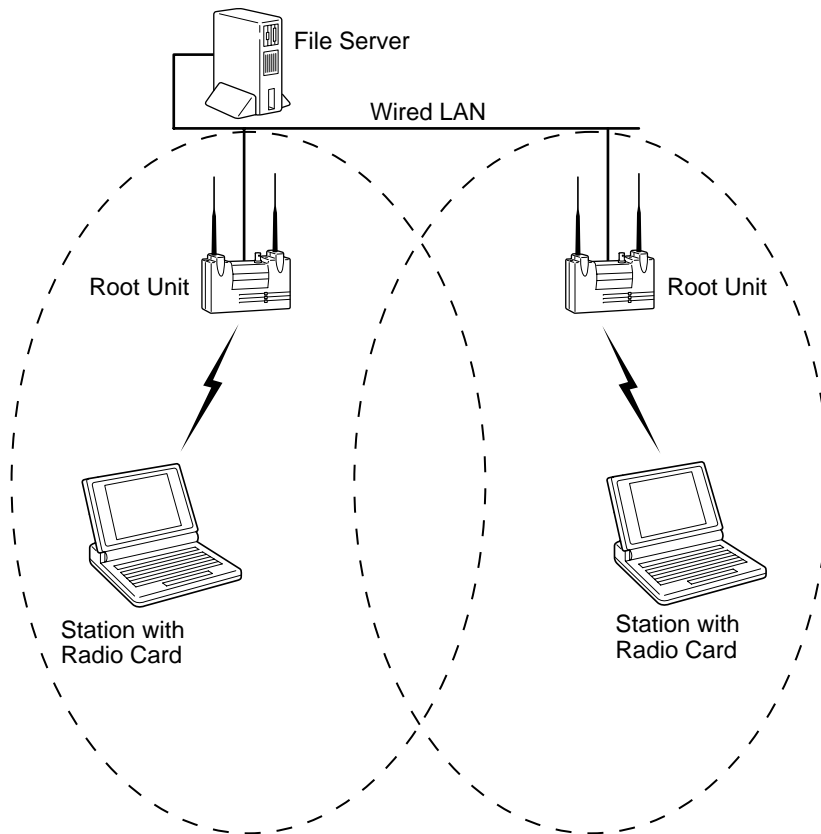 File Server
Wired LAN
Root Unit
Root Unit
Station with
Radio Card
Station with
Radio Card